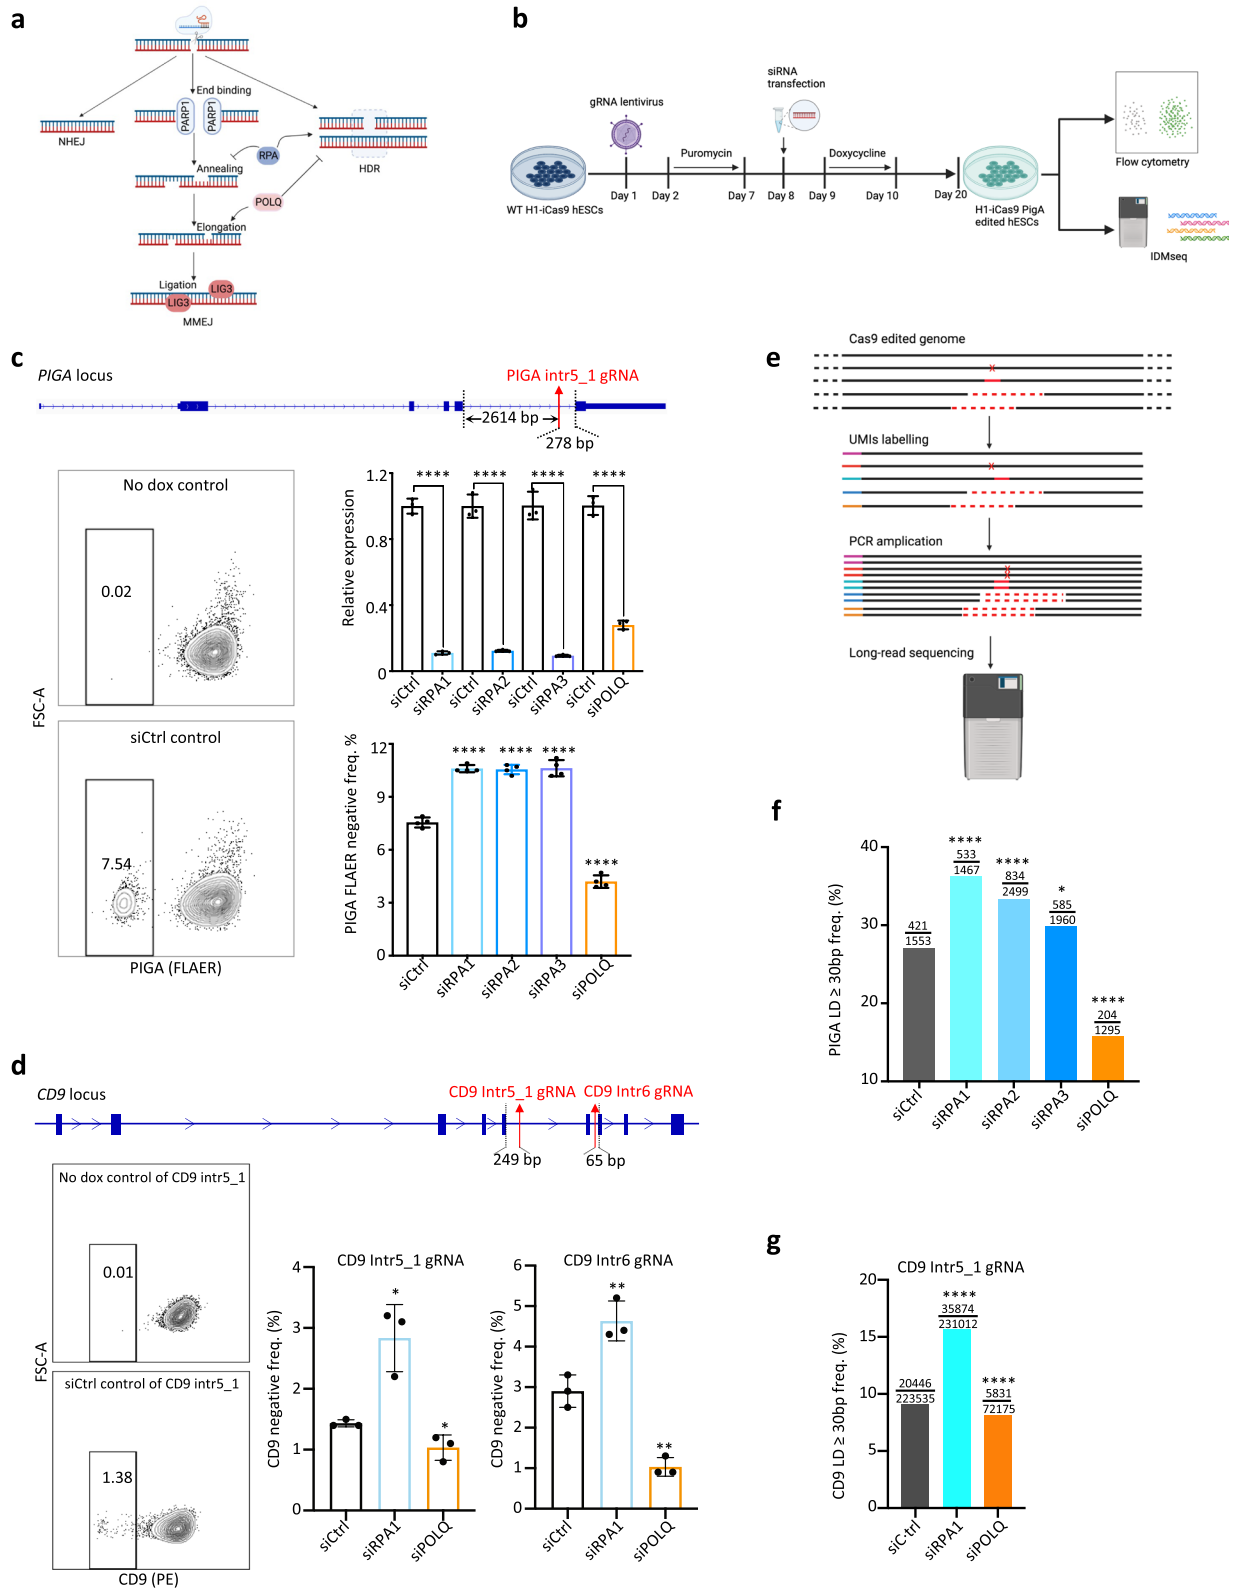 a
End binding
PARP1
PARP1
NHEJ
RPA
HDR
Annealing
POLQ
Elongation
Ligation
LIG3
LIG3
MMEJ
b
siRNA
transfection
gRNA lentivirus
Puromycin
Doxycycline
Flow cytometry
WT H1-iCas9 hESCs
Day 1
Day 2
Day 7
Day 8
Day 9
Day 10
Day 20
H1-iCas9 PigA
edited hESCs
IDMseq
c
PIGA locus
PIGA intr5_1 gRNA
2614 bp
278 bp
No dox control
0.02
FSC-A
siCtrl control
7.54
PIGA (FLAER)
Relative expression
1.2
0.8
0.4
0
**** **** **** ****
siCtrl
siRPA1
siCtrl
siRPA2
siCtrl
siRPA3
siCtrl
siPOLQ
PIGA FLAER negative freq. %
12
9
6
3
0
**** **** **** ****
siCtrl
siRPA1
siRPA2
siRPA3
siPOLQ
d
CD9 locus
CD9 Intr5_1 gRNA
CD9 Intr6 gRNA
249 bp
65 bp
No dox control of CD9 intr5_1
0.01
FSC-A
siCtrl control of CD9 intr5_1
1.38
CD9 (PE)
CD9 Intr5_1 gRNA
CD9 negative freq. (%)
4
3
2
1
0
*
*
siCtrl
siRPA1
siPOLQ
CD9 Intr6 gRNA
CD9 negative freq. (%)
6
5
4
3
2
1
0
**
**
siCtrl
siRPA1
siPOLQ
e
Cas9 edited genome
UMIs labelling
PCR amplication
Long-read sequencing
f
PIGA LD ≥ 30bp freq. (%)
40
30
20
10
421
1553
****
533
1467
****
834
2499
*
585
1960
****
204
1295
siCtrl
siRPA1
siRPA2
siRPA3
siPOLQ
g
CD9 Intr5_1 gRNA
CD9 LD ≥ 30bp freq. (%)
20
15
10
5
0
20446
223535
****
35874
231012
****
5831
72175
siC-trl
siRPA1
siPOLQ